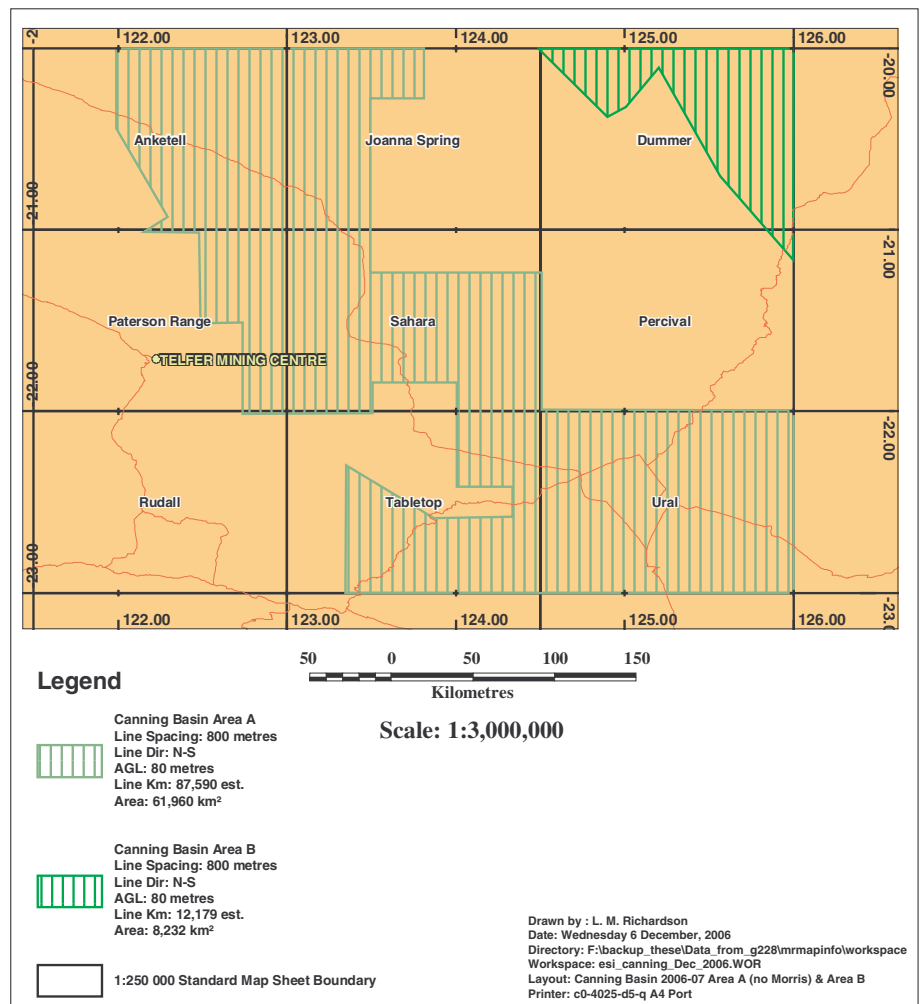 122.00
123.00
124.00
125.00
126.00
-2
-20.00
Anketell
Joanna Spring
Dummer
21.00
-21.00
Paterson Range
Sahara
Percival
TELFER MINING CENTRE
22.00
-22.00
Rudall
Tabletop
Ural
23.00
-23.0
122.00
123.00
124.00
125.00
126.00
50 0 50 100 150
Kilometres
Scale: 1:3,000,000
Legend
Canning Basin Area A
Line Spacing: 800 metres
Line Dir: N-S
AGL: 80 metres
Line Km: 87,590 est.
Area: 61,960 km²
Canning Basin Area B
Line Spacing: 800 metres
Line Dir: N-S
AGL: 80 metres
Line Km: 12,179 est.
Area: 8,232 km²
1:250 000 Standard Map Sheet Boundary
Drawn by : L. M. Richardson
Date: Wednesday 6 December, 2006
Directory: F:\backup_these\Data_from_g228\mrmapinfo\workspace
Workspace: esi_canning_Dec_2006.WOR
Layout: Canning Basin 2006-07 Area A (no Morris) & Area B
Printer: c0-4025-d5-q A4 Port